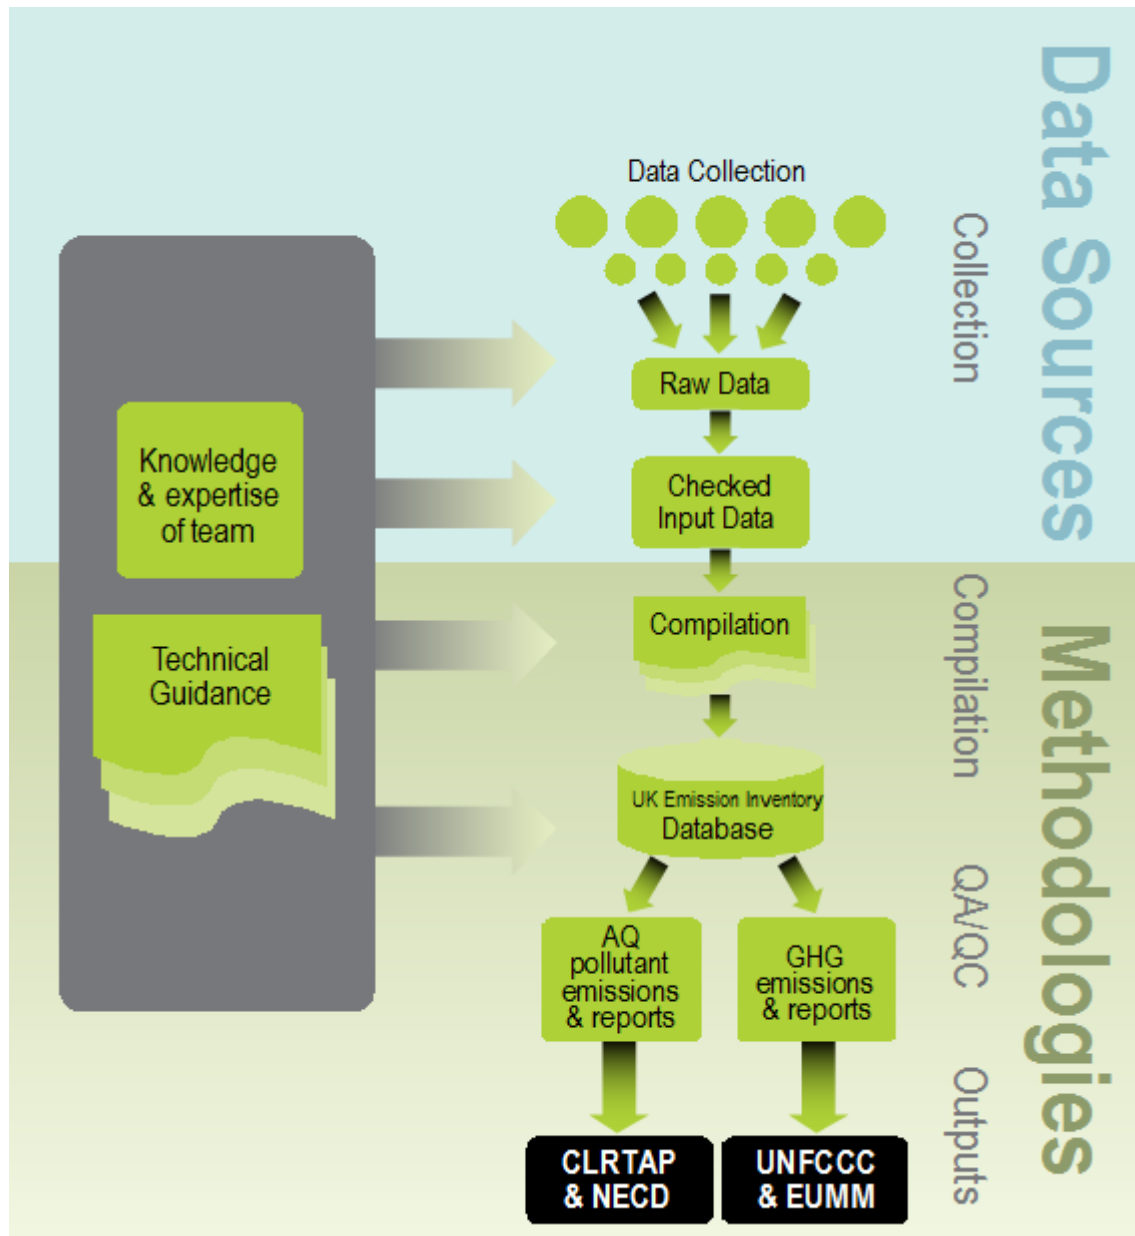 Data Sources
Data Collection
Collection
Raw Data
Knowledge
& expertise
of team
Checked
Input Data
Methodologies
Compilation
Compilation
Technical
Guidance
UK Emission Inventory
Database
QA/QC
AQ
pollutant
emissions
& reports
GHG
emissions
& reports
Outputs
CLRTAP
& NECD
UNFCCC
& EUMM